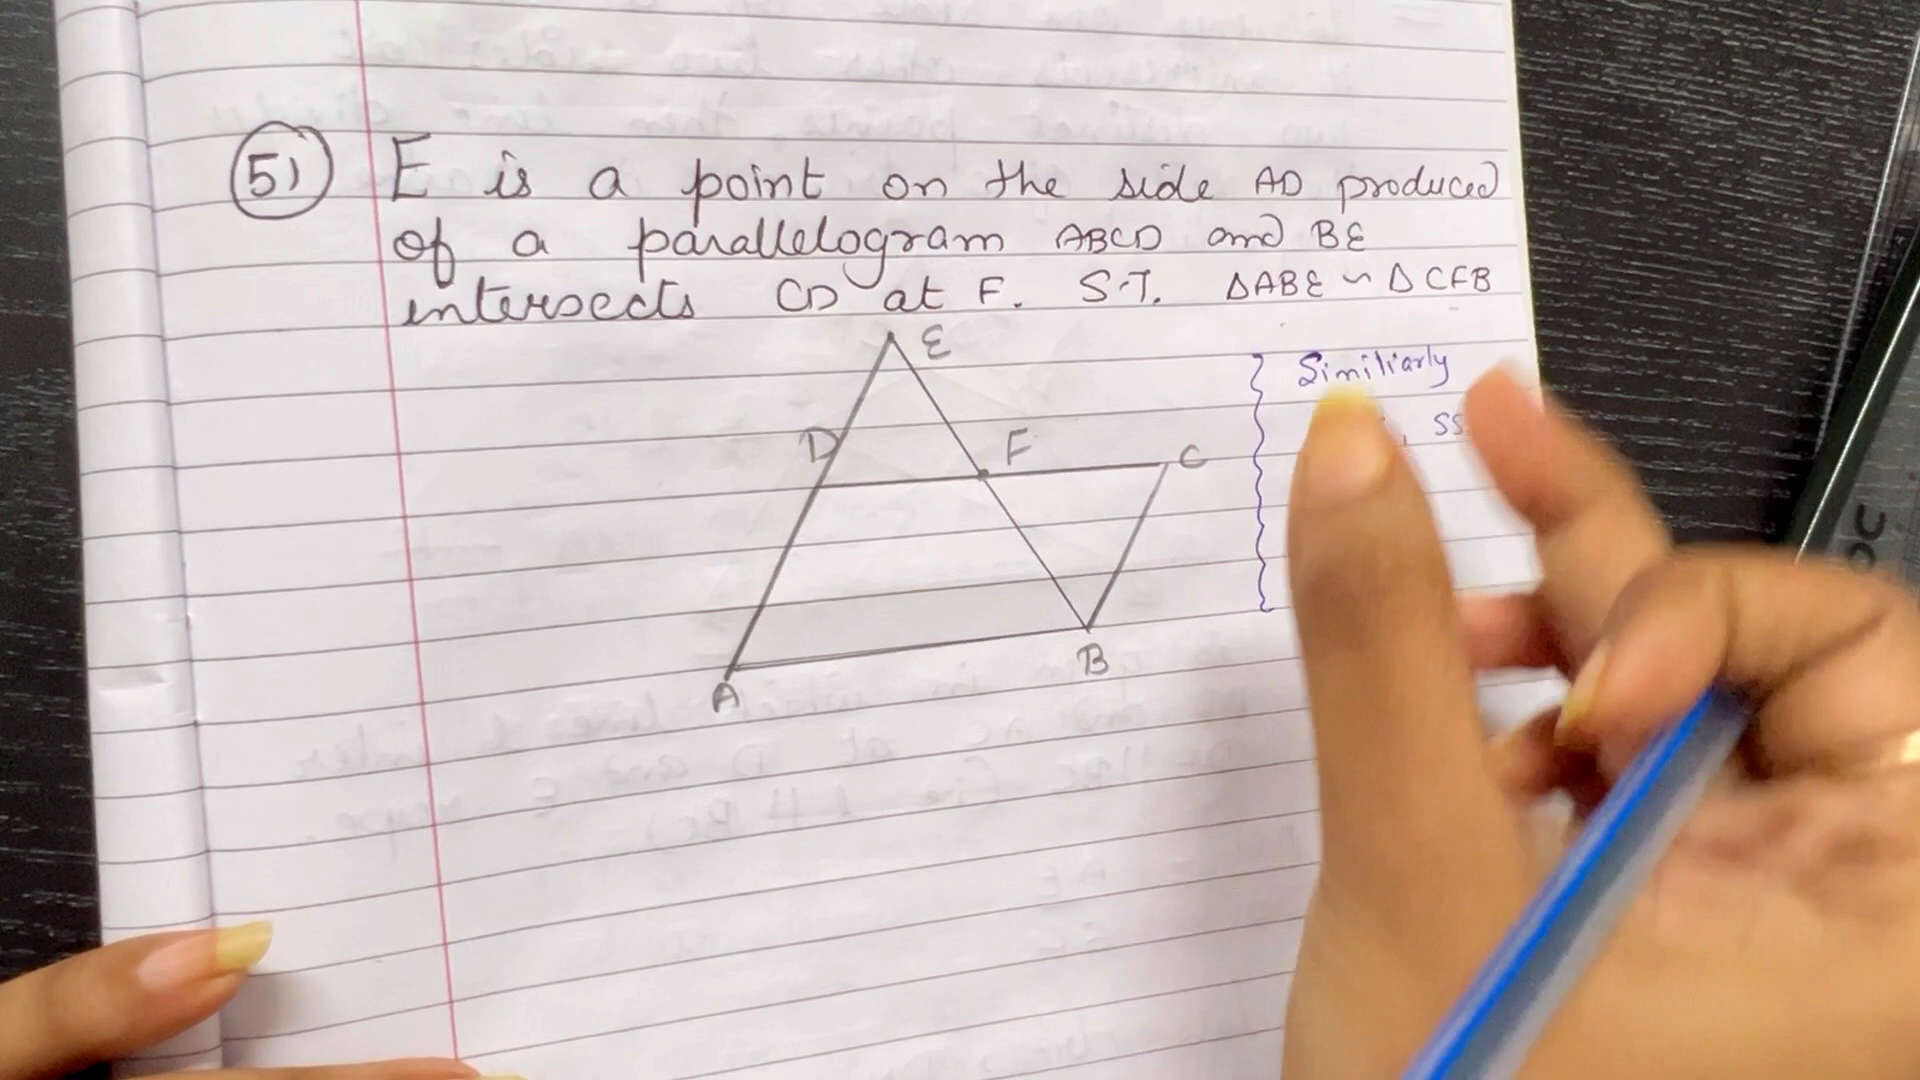 5) E is a point on the side AD produced
of a parallelogram ABCD and BE
intersects CD at F. S.T. ΔABE ~ ΔCFB
E
Similiarly
, SS
D
F
C
B
A